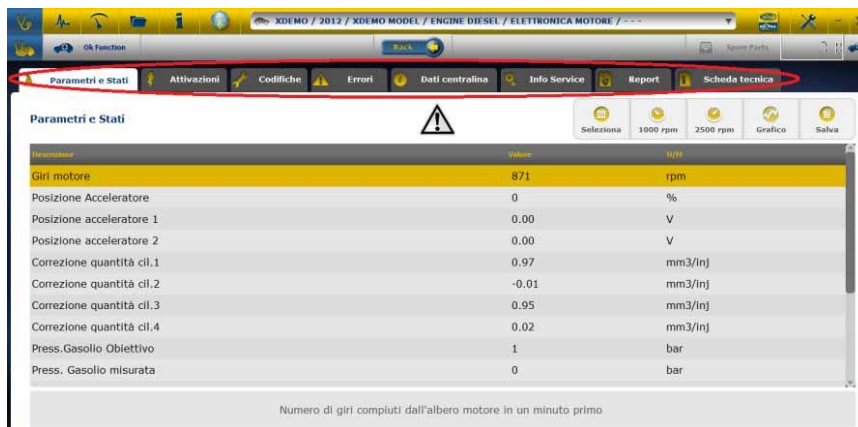 XDEMO / 2012 / XDEMO MODEL / ENGINE DIESEL / ELETTRONICA MOTORE / - - -
Ok Function Back Spare Parts
Parametri e Stati Attivazioni Codifiche Errori Dati centralina Info Service Report Scheda tecnica
Parametri e Stati Seleziona 1000 rpm 2500 rpm Grafico Salva
Descrizione Valore U/M
Giri motore 871 rpm
Posizione Acceleratore 0 %
Posizione acceleratore 1 0.00 V
Posizione acceleratore 2 0.00 V
Correzione quantità cil.1 0.97 mm3/inj
Correzione quantità cil.2 -0.01 mm3/inj
Correzione quantità cil.3 0.95 mm3/inj
Correzione quantità cil.4 0.02 mm3/inj
Press.Gasolio Obiettivo 1 bar
Press. Gasolio misurata 0 bar
Numero di giri compiuti dall'albero motore in un minuto primo